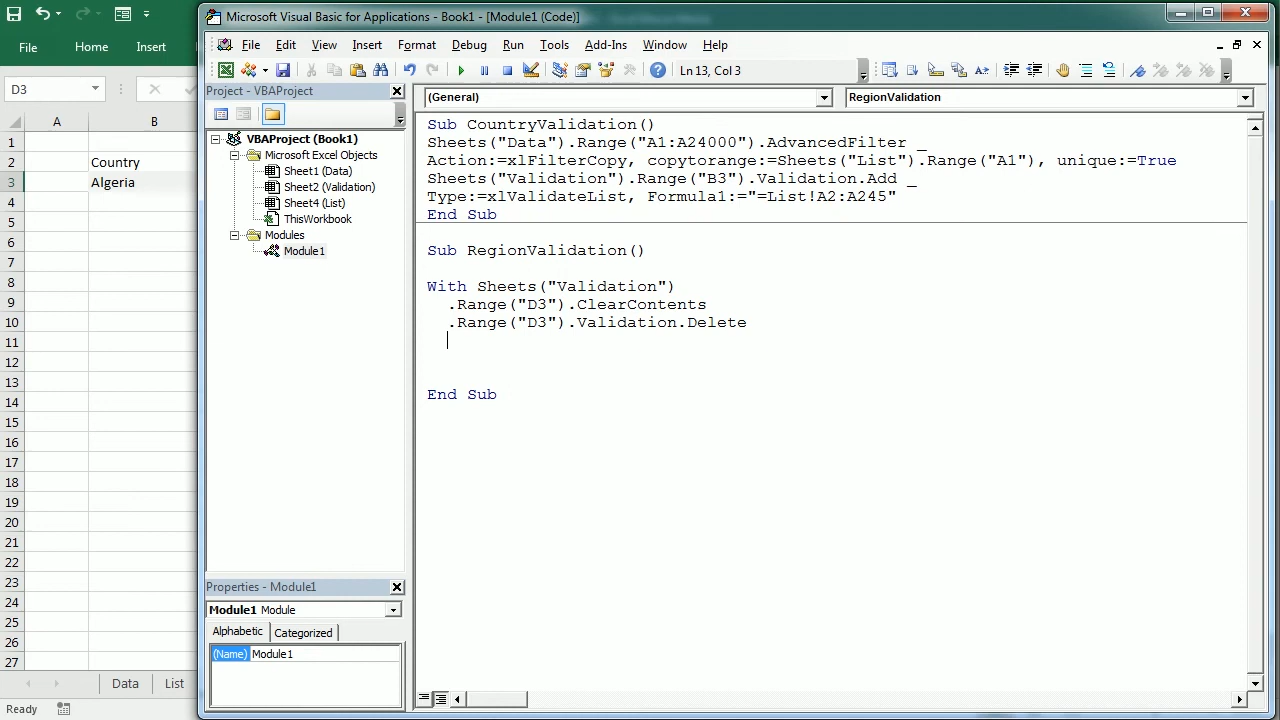 Microsoft Visual Basic for Applications - Book1 - [Module1 (Code)]
File Home Insert
File Edit View Insert Format Debug Run Tools Add-Ins Window Help
D3
Ln 13, Col 3
Project - VBAProject
(General)
RegionValidation
A B
1
2 Country
3 Algeria
4
5
6
7
8
9
10
11
12
13
14
15
16
17
18
19
20
21
22
23
24
25
26
27
VBAProject (Book1)
Microsoft Excel Objects
Sheet1 (Data)
Sheet2 (Validation)
Sheet4 (List)
ThisWorkbook
Modules
Module1
Sub CountryValidation()
Sheets("Data").Range("A1:A24000").AdvancedFilter _
Action:=xlFilterCopy, copytorange:=Sheets("List").Range("A1"), unique:=True
Sheets("Validation").Range("B3").Validation.Add _
Type:=xlValidateList, Formula1:="=List!A2:A245"
End Sub
Sub RegionValidation()
With Sheets("Validation")
.Range("D3").ClearContents
.Range("D3").Validation.Delete
End Sub
Properties - Module1
Module1 Module
Alphabetic Categorized
(Name) Module1
Data List
Ready